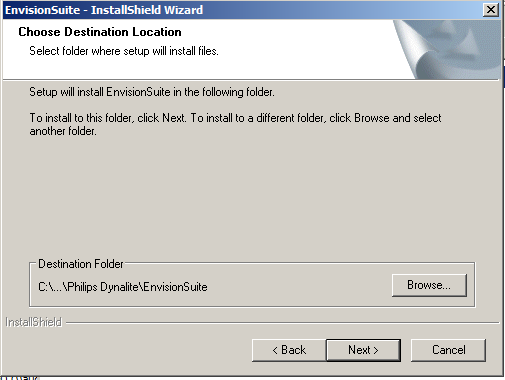 EnvisionSuite - InstallShield Wizard
Choose Destination Location
Select folder where setup will install files.
Setup will install EnvisionSuite in the following folder.
To install to this folder, click Next. To install to a different folder, click Browse and select
another folder.
Destination Folder
C:\...\Philips Dynalite\EnvisionSuite
Browse...
InstallShield
< Back
Next >
Cancel